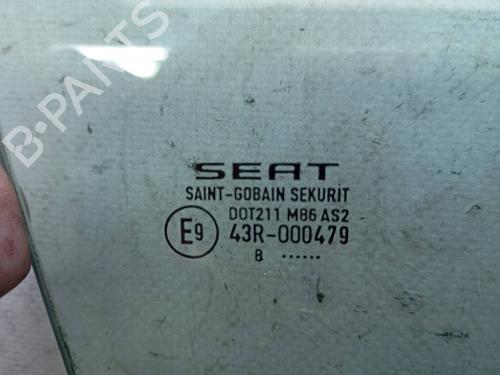 B-PARTS
SEAT
SAINT-GOBAIN SEKURIT
DOT211 M86 AS2
E9 43R-000479
8 ......